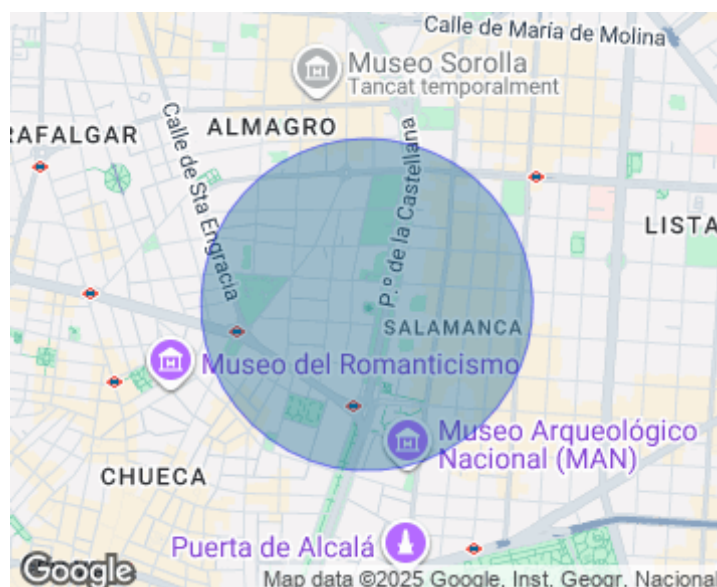 Calle de María de Molina
Museo Sorolla
Tancat temporalment
RAFALGAR
ALMAGRO
Calle de Sta Engracia
P.º de la Castellana
LISTA
SALAMANCA
Museo del Romanticismo
Museo Arqueológico
Nacional (MAN)
CHUECA
Puerta de Alcalá
Google
Map data ©2025 Google, Inst. Geogr. Nacional